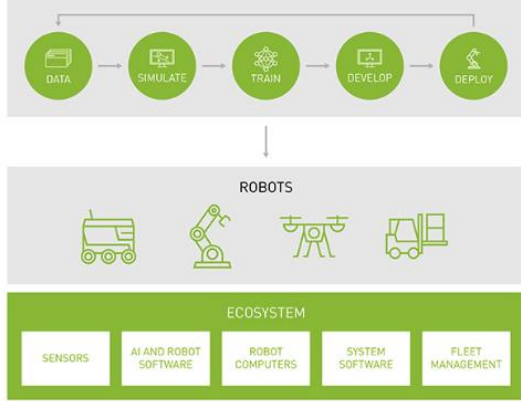 DATA
SIMULATE
TRAIN
DEVELOP
DEPLOY
ROBOTS
ECOSYSTEM
SENSORS
AI AND ROBOT
SOFTWARE
ROBOT
COMPUTERS
SYSTEM
SOFTWARE
FLEET
MANAGEMENT